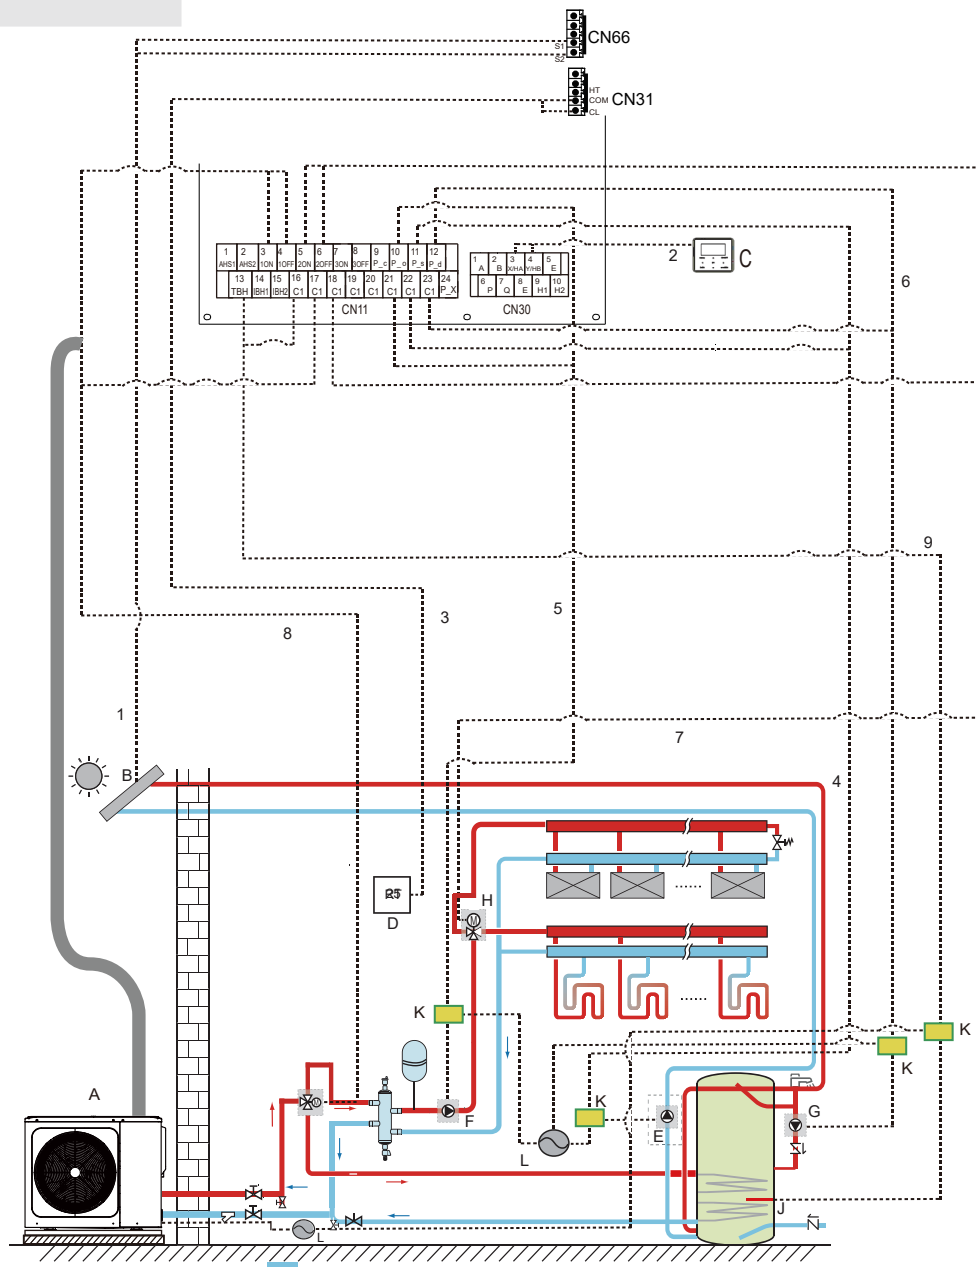 S1
CN66
S2
HT
COM
CN31
CL
1 2 3 4 5 6 7 8 9 10 11 12
AHS1 AHS2 1ON 1OFF 2ON 2OFF 3ON 3OFF P_c P_o P_s P_d
13 14 15 16 17 18 19 20 21 22 23 24
TBH IBH1 IBH2 C1 C1 C1 C1 C1 C1 C1 C1 P_X
CN11
1 2 3 4 5
A B X/HA Y/HB E
6 7 8 9 10
P Q E H1 H2
CN30
2
C
6
9
3
5
8
1
7
B
4
H
M
D
K
K
K
K
A
M
F
E
G
L
J
L